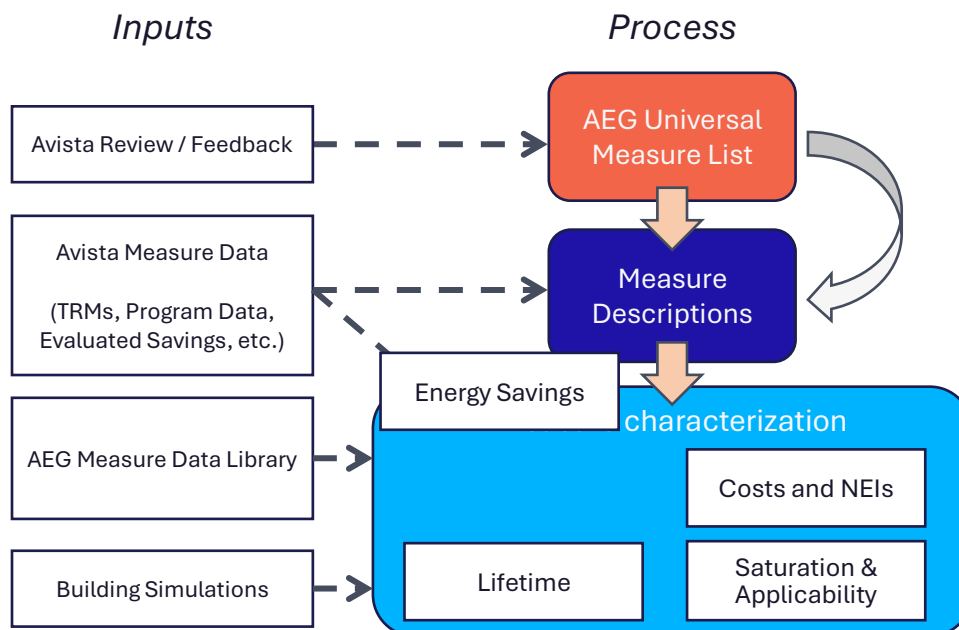 Inputs
Process
Avista Review / Feedback
AEG Universal
Measure List
Avista Measure Data
(TRMs, Program Data,
Evaluated Savings, etc.)
Measure
Descriptions
Energy Savings
characterization
AEG Measure Data Library
Costs and NEIs
Building Simulations
Lifetime
Saturation &
Applicability